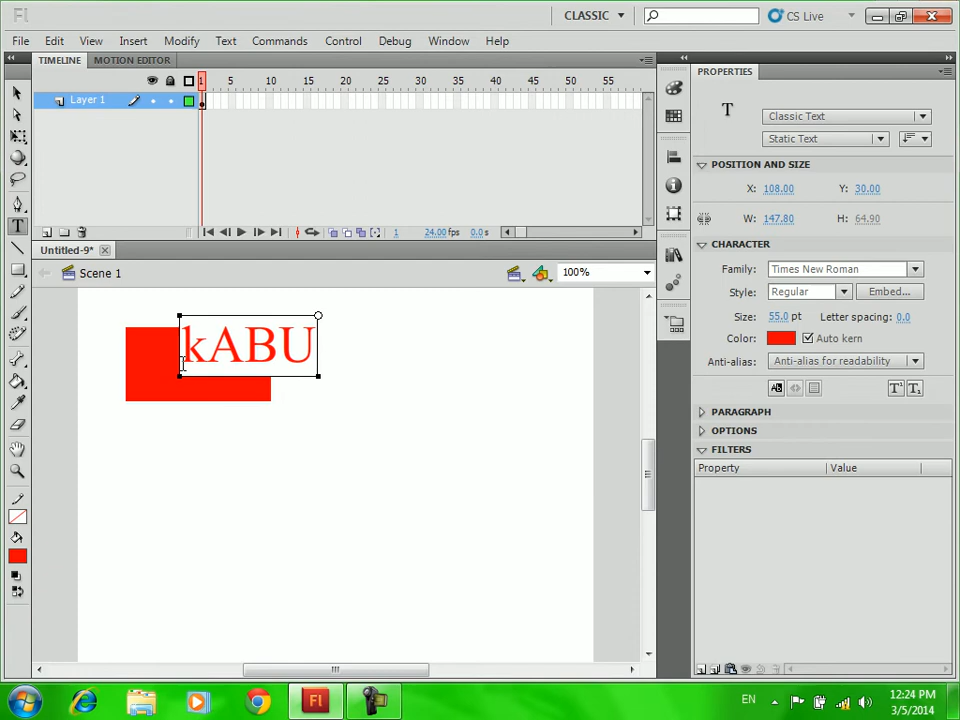 Fl
CLASSIC
CS Live
File Edit View Insert Modify Text Commands Control Debug Window Help
TIMELINE MOTION EDITOR
1 5 10 15 20 25 30 35 40 45 50 55
Layer 1
1 24.00 fps 0.0 s
Untitled-9*
Scene 1
100%
kABU
PROPERTIES
T
Classic Text
Static Text
POSITION AND SIZE
X: 108.00 Y: 30.00
W: 147.80 H: 64.90
CHARACTER
Family: Times New Roman
Style: Regular Embed...
Size: 55.0 pt Letter spacing: 0.0
Color: Auto kern
Anti-alias: Anti-alias for readability
PARAGRAPH
OPTIONS
FILTERS
Property Value
Fl
EN
12:24 PM
3/5/2014